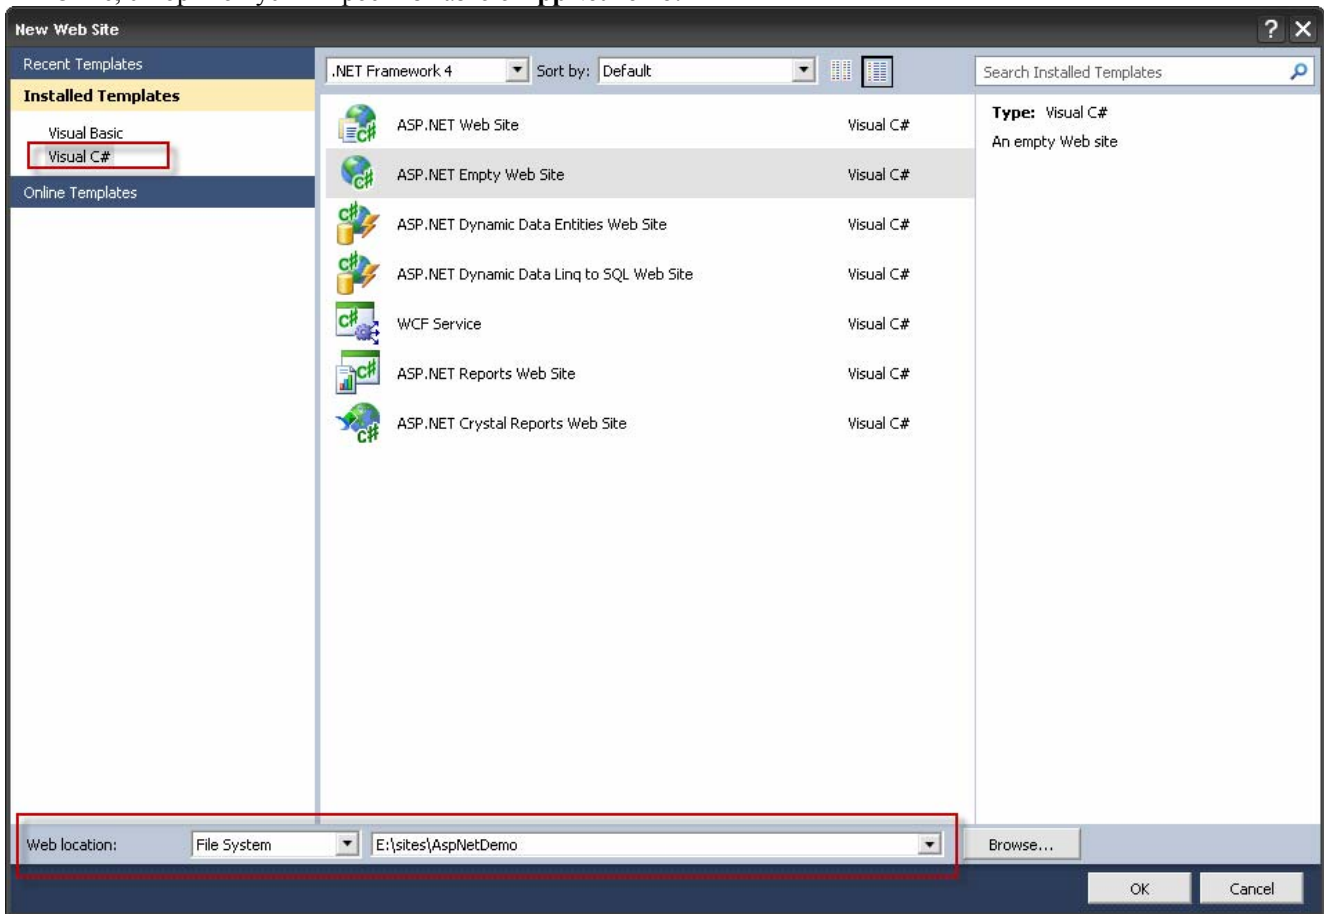 New Web Site
Recent Templates
Installed Templates
Visual Basic
Visual C#
Online Templates
.NET Framework 4 Sort by: Default
Search Installed Templates
ASP.NET Web Site Visual C#
ASP.NET Empty Web Site Visual C#
ASP.NET Dynamic Data Entities Web Site Visual C#
ASP.NET Dynamic Data Linq to SQL Web Site Visual C#
WCF Service Visual C#
ASP.NET Reports Web Site Visual C#
ASP.NET Crystal Reports Web Site Visual C#
Type: Visual C#
An empty Web site
Web location: File System E:\sites\AspNetDemo Browse...
OK Cancel